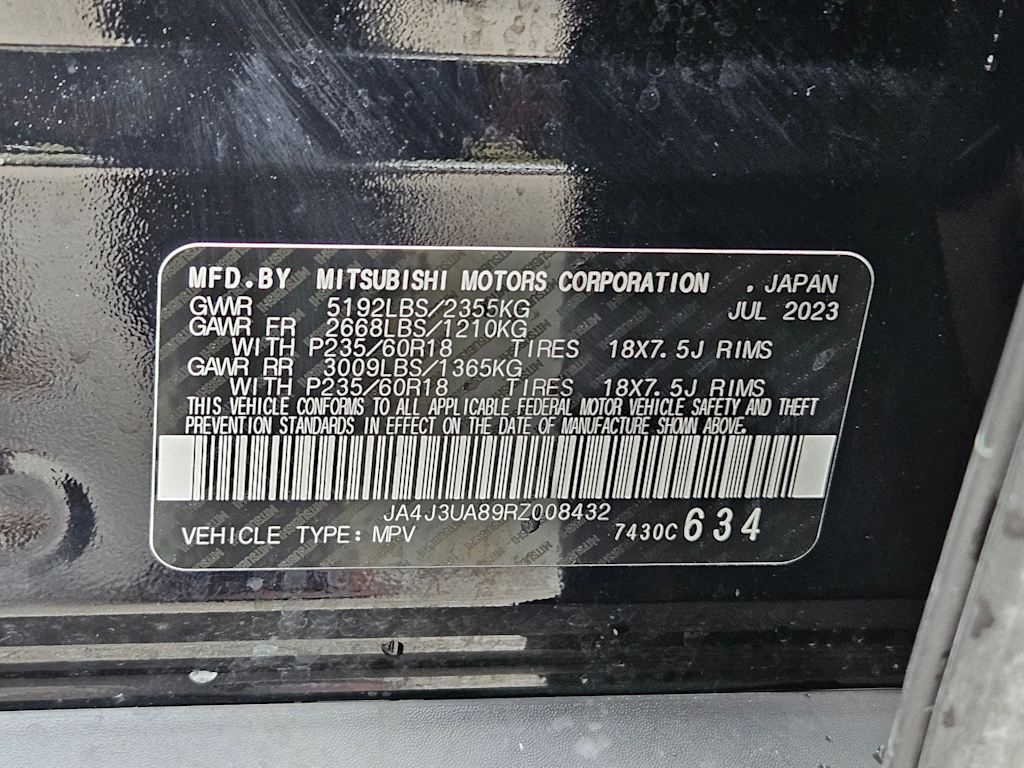 MFD.BY MITSUBISHI MOTORS CORPORATION . JAPAN
GVWR 5192LBS/2355KG JUL 2023
GAWR FR 2668LBS/1210KG
WITH P235/60R18 TIRES 18X7.5J RIMS
GAWR RR 3009LBS/1365KG
WITH P235/60R18 TIRES 18X7.5J RIMS
THIS VEHICLE CONFORMS TO ALL APPLICABLE FEDERAL MOTOR VEHICLE SAFETY AND THEFT
PREVENTION STANDARDS IN EFFECT ON THE DATE OF MANUFACTURE SHOWN ABOVE.
JA4J3UA89RZ008432
VEHICLE TYPE: MPV 7430C 634